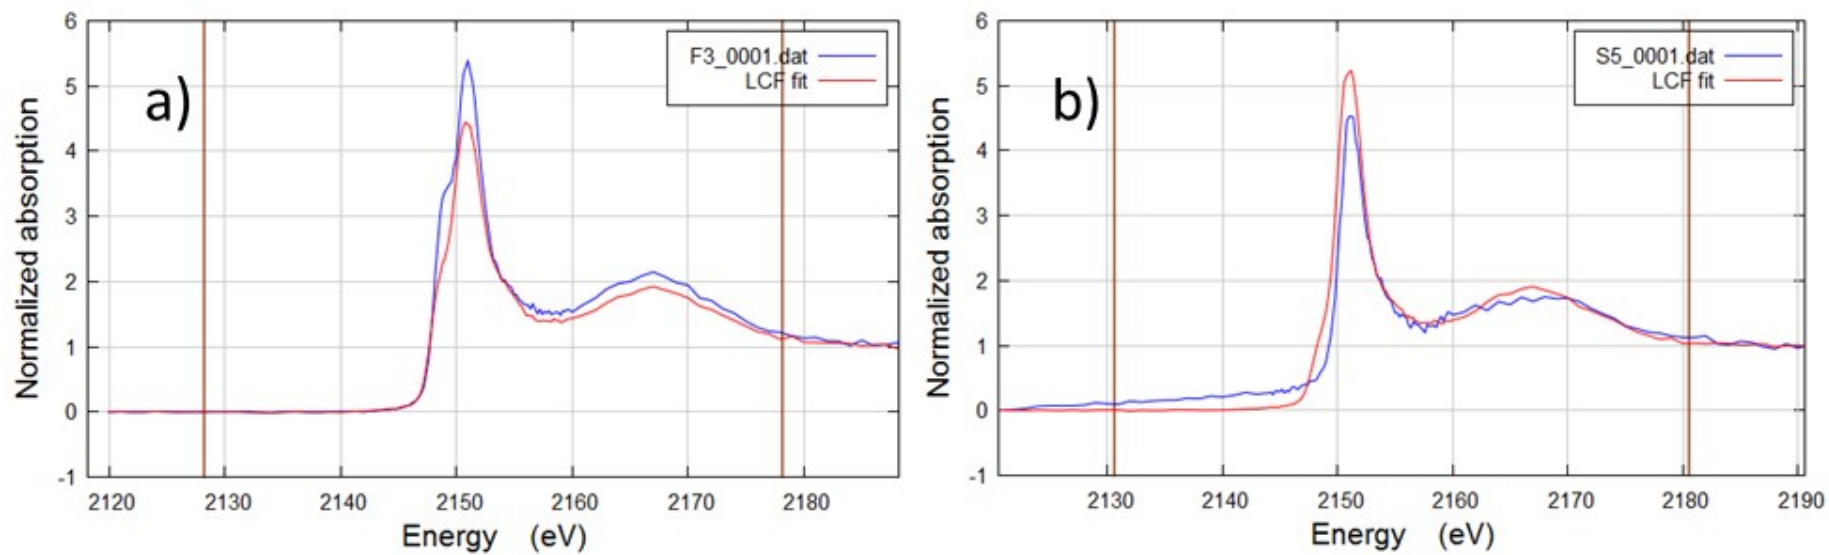 a)
F3_0001.dat
LCF fit
6
5
4
3
2
1
0
-1
Normalized absorption
2120 2130 2140 2150 2160 2170 2180
Energy (eV)
b)
S5_0001.dat
LCF fit
6
5
4
3
2
1
0
-1
Normalized absorption
2130 2140 2150 2160 2170 2180 2190
Energy (eV)